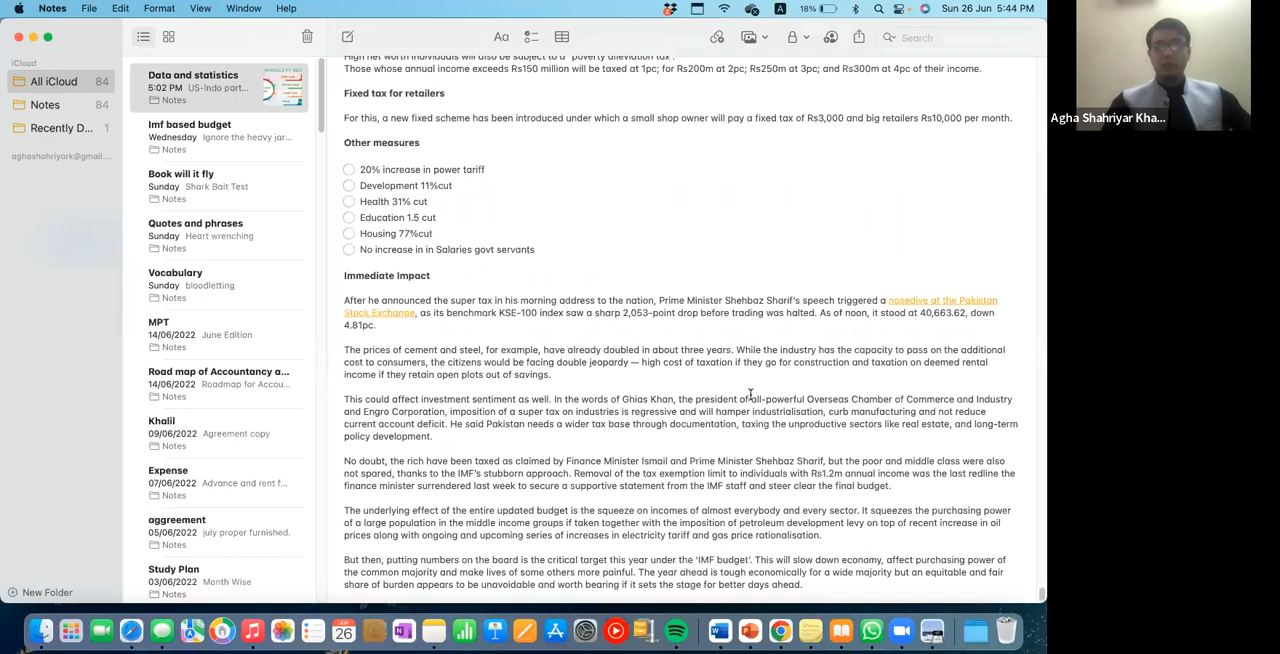 Notes File Edit Format View Window Help
A 18% Sun 26 Jun 5:44 PM
Aa
Search
iCloud
All iCloud 84
Notes 84
Recently D... 22
aghashahriyark@gmail....
New Folder
Data and statistics
5:02 PM US-Indo part...
Notes
Imf based budget
Wednesday Ignore the heavy jar...
Notes
Book will it fly
Sunday Shark Bait Test
Notes
Quotes and phrases
Sunday Heart wrenching
Notes
Vocabulary
Sunday bloodletting
Notes
MPT
14/06/2022 June Edition
Notes
Road map of Accountancy a...
14/06/2022 Roadmap for Accou...
Notes
Khalil
09/06/2022 Agreement copy
Notes
Expense
07/06/2022 Advance and rent f...
Notes
aggreement
05/06/2022 july proper furnished.
Notes
Study Plan
03/06/2022 Month Wise
Notes
High net worth individuals will also be subject to a "poverty alleviation tax".
Those whose annual income exceeds Rs150 million will be taxed at 1pc; for Rs200m at 2pc; Rs250m at 3pc; and Rs300m at 4pc of their income.
Fixed tax for retailers
For this, a new fixed scheme has been introduced under which a small shop owner will pay a fixed tax of Rs3,000 and big retailers Rs10,000 per month.
Other measures
20% increase in power tariff
Development 11%cut
Health 31% cut
Education 1.5 cut
Housing 77%cut
No increase in in Salaries govt servants
Immediate Impact
After he announced the super tax in his morning address to the nation, Prime Minister Shehbaz Sharif's speech triggered a nosedive at the Pakistan
Stock Exchange, as its benchmark KSE-100 index saw a sharp 2,053-point drop before trading was halted. As of noon, it stood at 40,663.62, down
4.81pc.
The prices of cement and steel, for example, have already doubled in about three years. While the industry has the capacity to pass on the additional
cost to consumers, the citizens would be facing double jeopardy — high cost of taxation if they go for construction and taxation on deemed rental
income if they retain open plots out of savings.
This could affect investment sentiment as well. In the words of Ghias Khan, the president of all-powerful Overseas Chamber of Commerce and Industry
and Engro Corporation, imposition of a super tax on industries is regressive and will hamper industrialisation, curb manufacturing and not reduce
current account deficit. He said Pakistan needs a wider tax base through documentation, taxing the unproductive sectors like real estate, and long-term
policy development.
No doubt, the rich have been taxed as claimed by Finance Minister Ismail and Prime Minister Shehbaz Sharif, but the poor and middle class were also
not spared, thanks to the IMF's stubborn approach. Removal of the tax exemption limit to individuals with Rs1.2m annual income was the last redline the
finance minister surrendered last week to secure a supportive statement from the IMF staff and steer clear the final budget.
The underlying effect of the entire updated budget is the squeeze on incomes of almost everybody and every sector. It squeezes the purchasing power
of a large population in the middle income groups if taken together with the imposition of petroleum development levy on top of recent increase in oil
prices along with ongoing and upcoming series of increases in electricity tariff and gas price rationalisation.
But then, putting numbers on the board is the critical target this year under the 'IMF budget'. This will slow down economy, affect purchasing power of
the common majority and make lives of some others more painful. The year ahead is tough economically for a wide majority but an equitable and fair
share of burden appears to be unavoidable and worth bearing if it sets the stage for better days ahead.
Agha Shahriyar Kha...
JUN
26